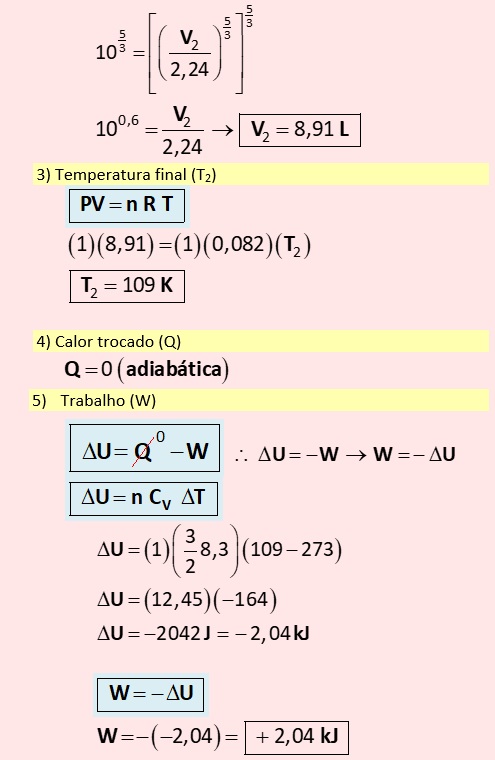 10^(5/3) = [(V₂/2,24)^(5/3)]^(5/3)
10^0,6 = V₂/2,24 → V₂ = 8,91 L
3) Temperatura final (T₂)
PV = n R T
(1)(8,91) = (1)(0,082)(T₂)
T₂ = 109 K
4) Calor trocado (Q)
Q = 0 (adiabática)
5) Trabalho (W)
ΔU = Q⁰ − W ∴ ΔU = −W → W = − ΔU
ΔU = n C_V ΔT
ΔU = (1)(3/2 8,3)(109 − 273)
ΔU = (12,45)(−164)
ΔU = −2042 J = − 2,04 kJ
W = − ΔU
W = −(−2,04) = + 2,04 kJ